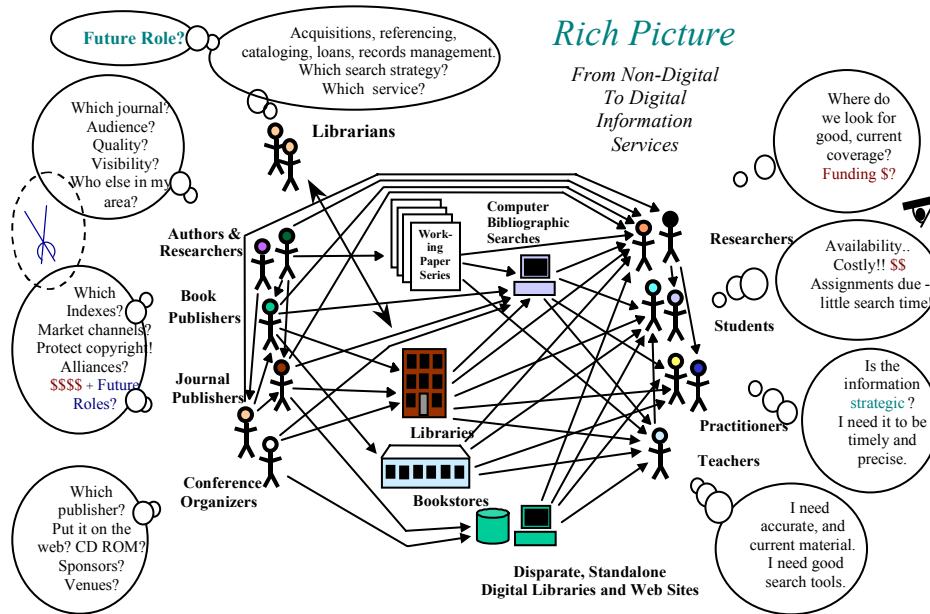 Rich Picture
From Non-Digital
To Digital
Information
Services
Future Role?
Acquisitions, referencing,
cataloging, loans, records management.
Which search strategy?
Which  service?
Librarians
Which journal?
Audience?
Quality?
Visibility?
Who else in my
area?
Authors &
Researchers
Book
Publishers
Which
Indexes?
Market channels?
Protect copyright!
Alliances?
$$$$ + Future
Roles?
Journal
Publishers
Conference
Organizers
Which
publisher?
Put it on the
web? CD ROM?
Sponsors?
Venues?
Work-
ing
Paper
Series
Computer
Bibliographic
Searches
Libraries
Bookstores
Disparate, Standalone
Digital Libraries and Web Sites
Where do
we look for
good, current
coverage?
Funding $?
Researchers
Availability..
Costly!! $$
Assignments due -
little search time!
Students
Is the
information
strategic ?
I need it to be
timely and
precise.
Practitioners
Teachers
I need
accurate, and
current material.
I need good
search tools.